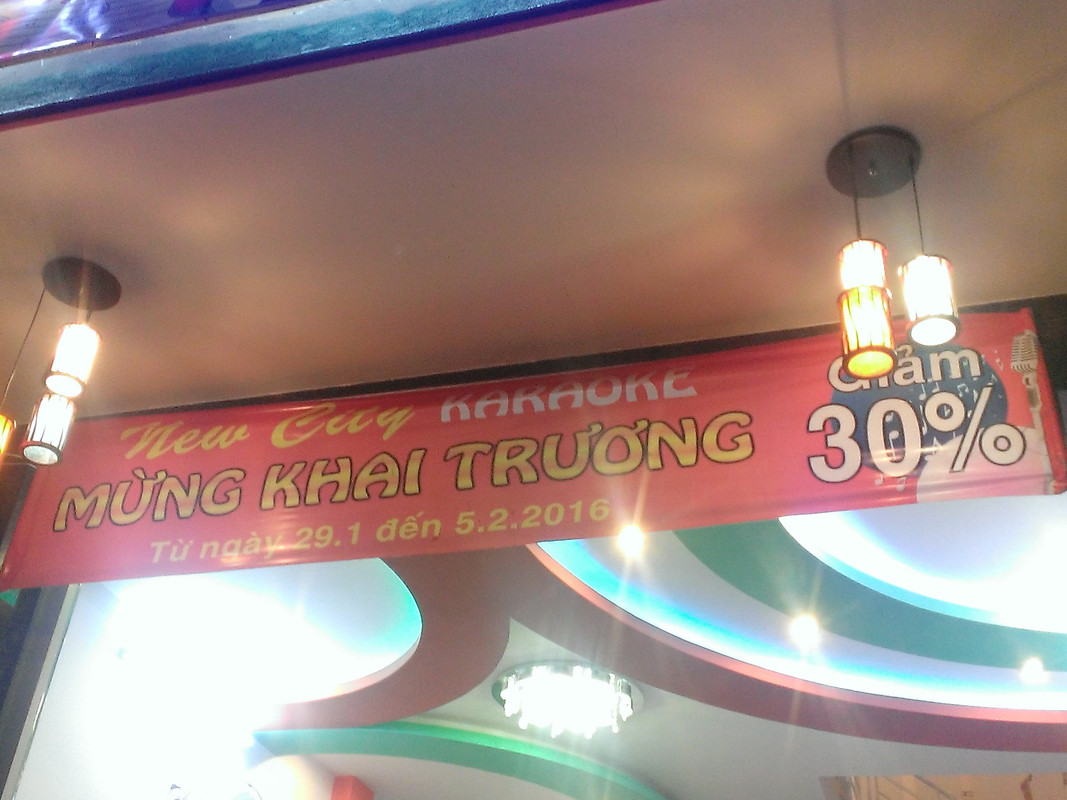 New City KARAOKE
MỪNG KHAI TRƯƠNG
Từ ngày 29.1 đến 5.2.2016
Giảm
30%